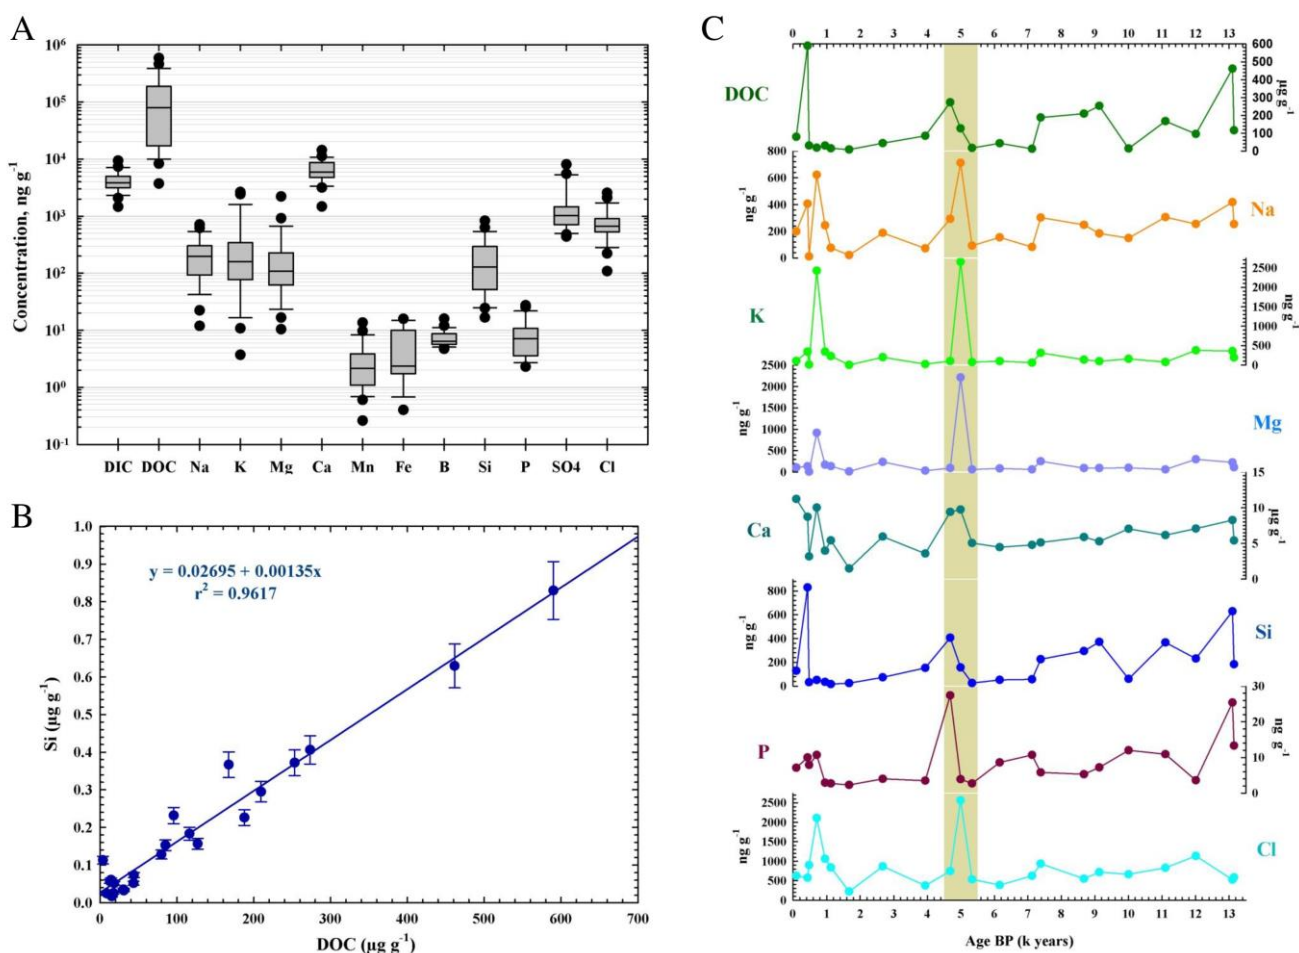 A
Concentration, ng g⁻¹
10⁶
10⁵
10⁴
10³
10²
10¹
10⁰
10⁻¹
DIC DOC Na K Mg Ca Mn Fe B Si P SO4 Cl
B
y = 0.02695 + 0.00135x
r² = 0.9617
Si (µg g⁻¹)
1.0
0.9
0.8
0.7
0.6
0.5
0.4
0.3
0.2
0.1
0.0
0 100 200 300 400 500 600 700
DOC (µg g⁻¹)
C
0 1 2 3 4 5 6 7 8 9 10 11 12 13
DOC
600
500
400
300
200
100
0
µg g⁻¹
800
600
400
200
0
ng g⁻¹
Na
K
2500
2000
1500
1000
500
0
ng g⁻¹
2500
2000
1500
1000
500
0
ng g⁻¹
Mg
Ca
15
10
5
0
µg g⁻¹
800
600
400
200
0
ng g⁻¹
Si
P
30
20
10
0
ng g⁻¹
2500
2000
1500
1000
500
0
ng g⁻¹
Cl
0 1 2 3 4 5 6 7 8 9 10 11 12 13
Age BP (k years)